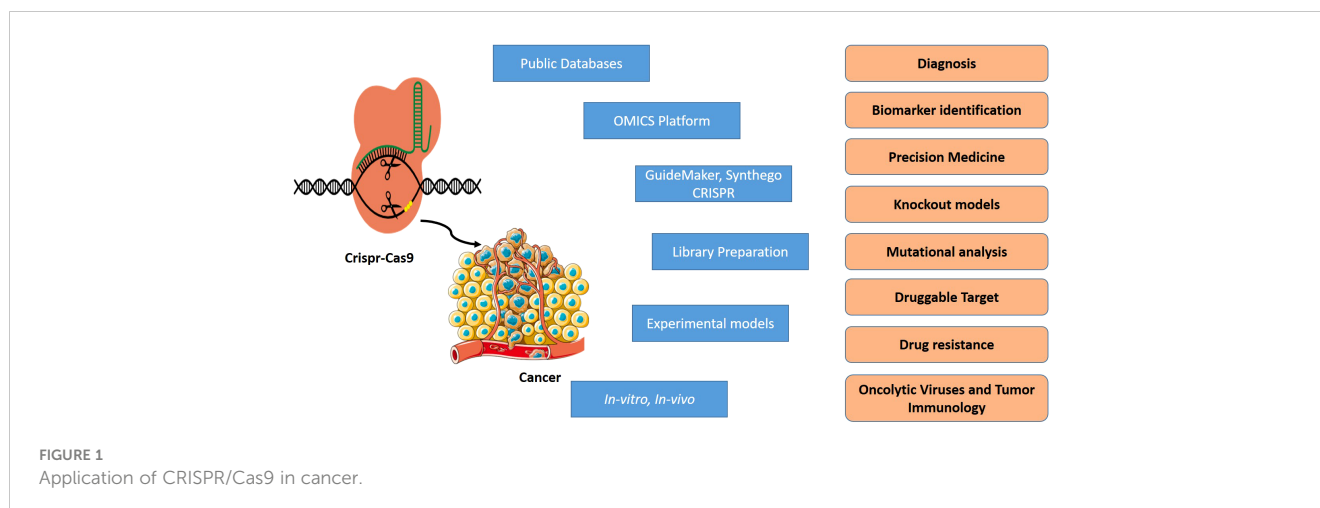 Public Databases
OMICS Platform
GuideMaker, Synthego
CRISPR
Library Preparation
Experimental models
In-vitro, In-vivo
Crispr-Cas9
Cancer
Diagnosis
Biomarker identification
Precision Medicine
Knockout models
Mutational analysis
Druggable Target
Drug resistance
Oncolytic Viruses and Tumor
Immunology
FIGURE 1
Application of CRISPR/Cas9 in cancer.